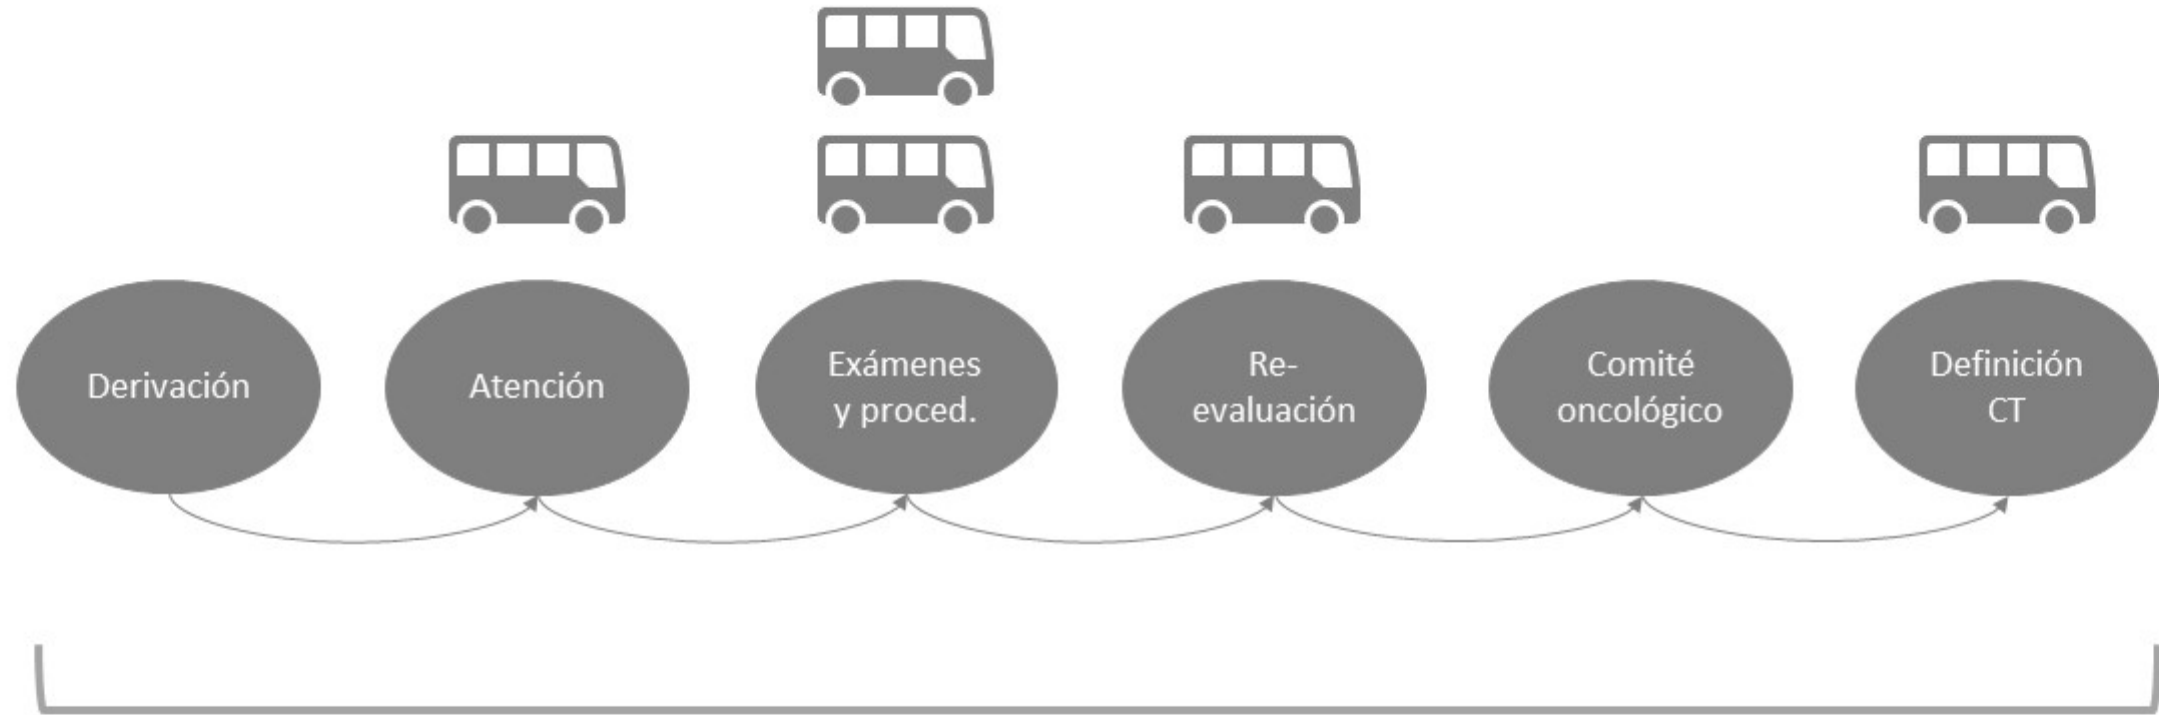 Derivación
Atención
Exámenes
y proced.
Re-
evaluación
Comité
oncológico
Definición
CT